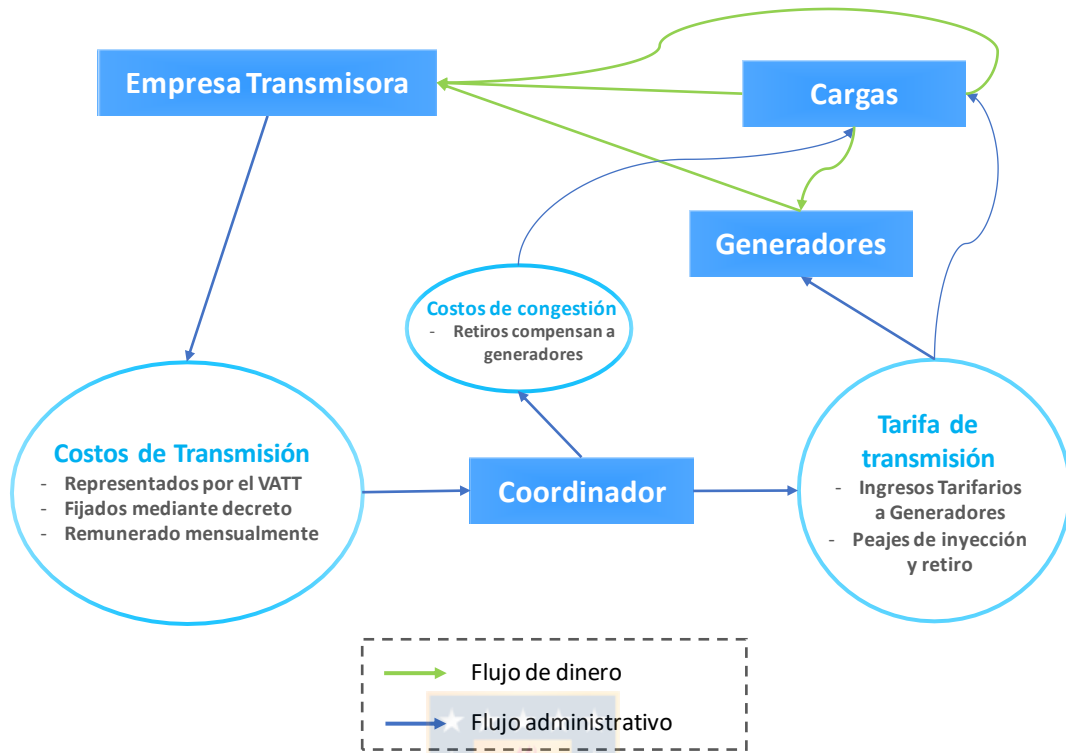 Empresa Transmisora
Cargas
Generadores
Costos de congestión
- Retiros compensan a
generadores
Costos de Transmisión
- Representados por el VATT
- Fijados mediante decreto
- Remunerado mensualmente
Coordinador
Tarifa de
transmisión
- Ingresos Tarifarios
a Generadores
- Peajes de inyección
y retiro
Flujo de dinero
Flujo administrativo